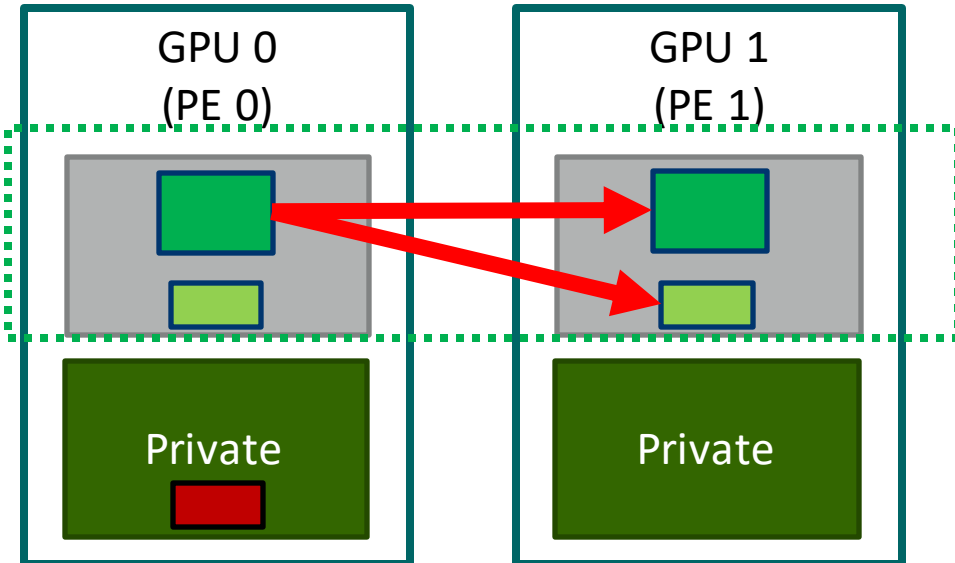 GPU 0
(PE 0)
GPU 1
(PE 1)
Private
Private